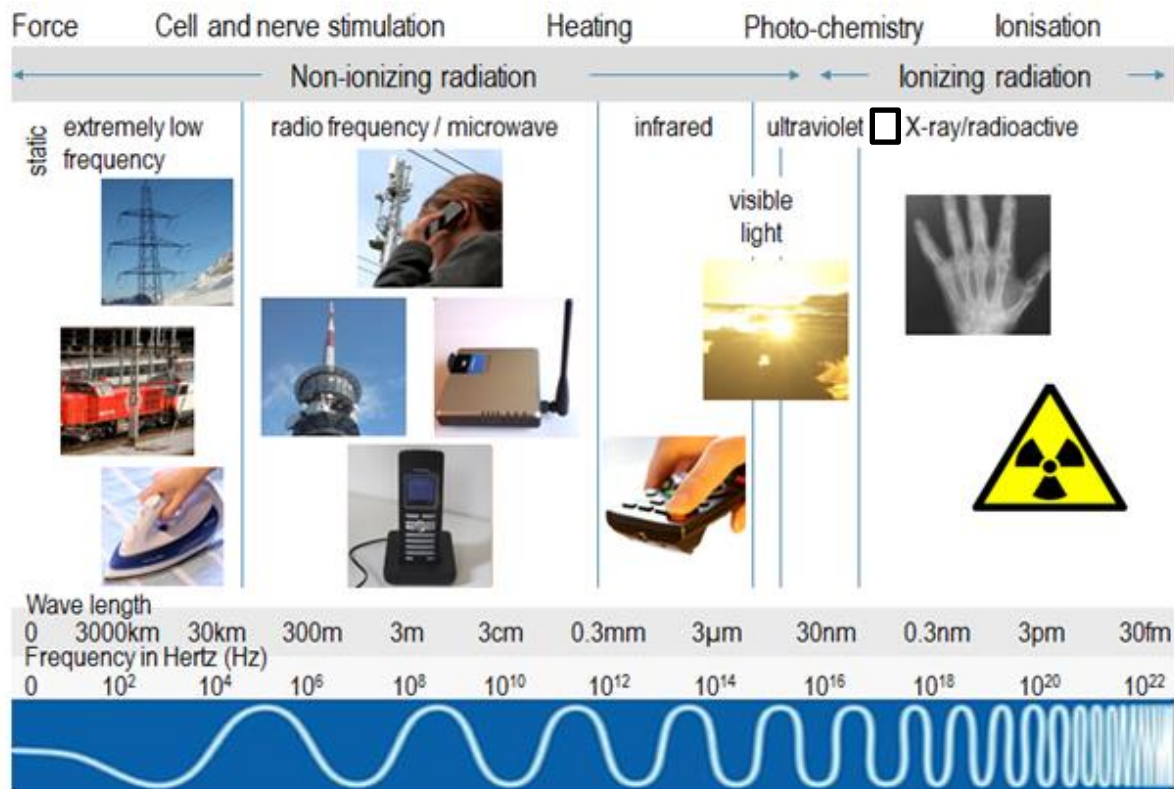 Force Cell and nerve stimulation Heating Photo-chemistry Ionisation
Non-ionizing radiation Ionizing radiation
static extremely low frequency radio frequency / microwave infrared ultraviolet X-ray/radioactive
visible
light
Wave length
0 3000km 30km 300m 3m 3cm 0.3mm 3µm 30nm 0.3nm 3pm 30fm
Frequency in Hertz (Hz)
0 10² 10⁴ 10⁶ 10⁸ 10¹⁰ 10¹² 10¹⁴ 10¹⁶ 10¹⁸ 10²⁰ 10²²